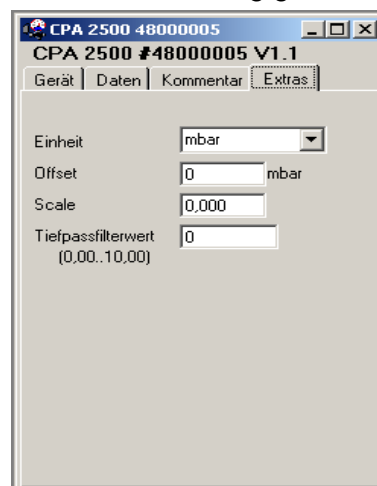 CPA 2500 48000005
CPA 2500 #48000005 V1.1
Gerät Daten Kommentar Extras
Einheit mbar
Offset 0 mbar
Scale 0,000
Tiefpassfilterwert 0
(0,00..10,00)